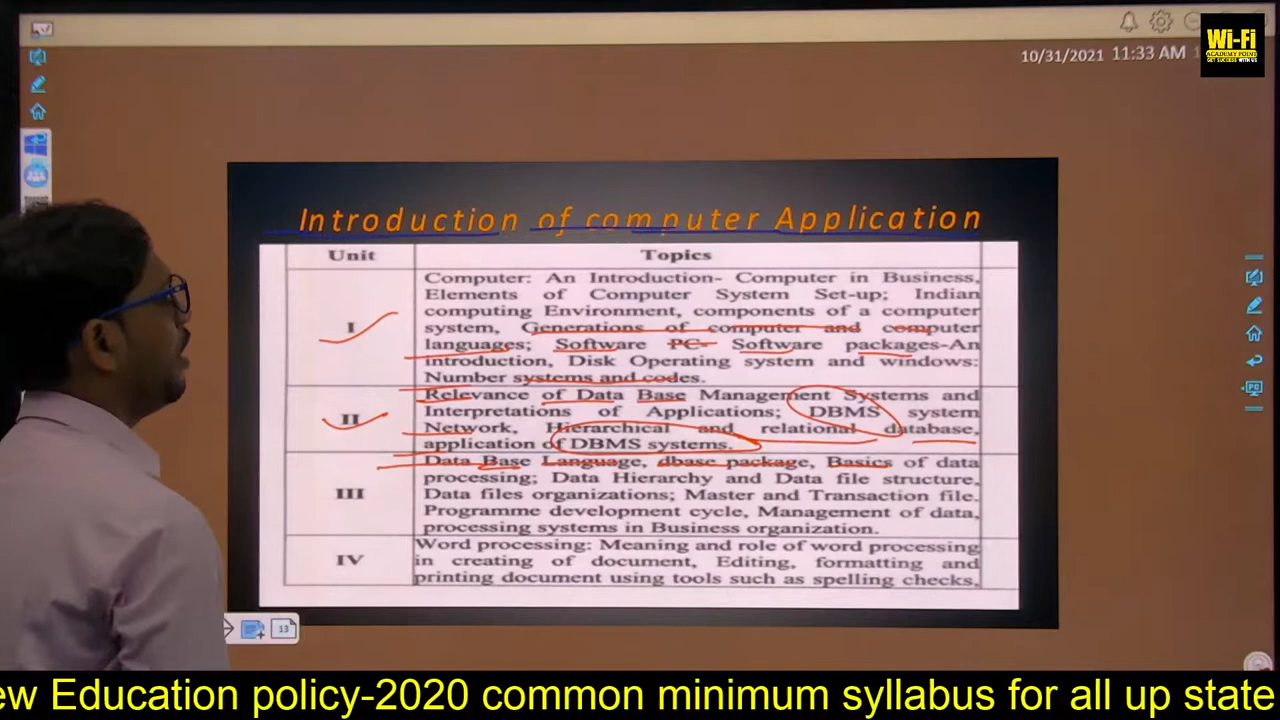 Wi-Fi
ACADEMY POINT
GET SUCCESS WITH US
10/31/2021 11:33 AM
Introduction of computer Application
Unit
Topics
I
Computer: An Introduction- Computer in Business,
Elements of Computer System Set-up; Indian
computing Environment, components of a computer
system, Generations of computer and computer
languages; Software PC- Software packages-An
introduction, Disk Operating system and windows:
Number systems and codes.
II
Relevance of Data Base Management Systems and
Interpretations of Applications; DBMS system
Network, Hierarchical and relational database,
application of DBMS systems.
III
Data Base Language, dbase package, Basics of data
processing; Data Hierarchy and Data file structure,
Data files organizations; Master and Transaction file.
Programme development cycle, Management of data,
processing systems in Business organization.
IV
Word processing: Meaning and role of word processing
in creating of document, Editing, formatting and
printing document using tools such as spelling checks,
13
ew Education policy-2020 common minimum syllabus for all up state